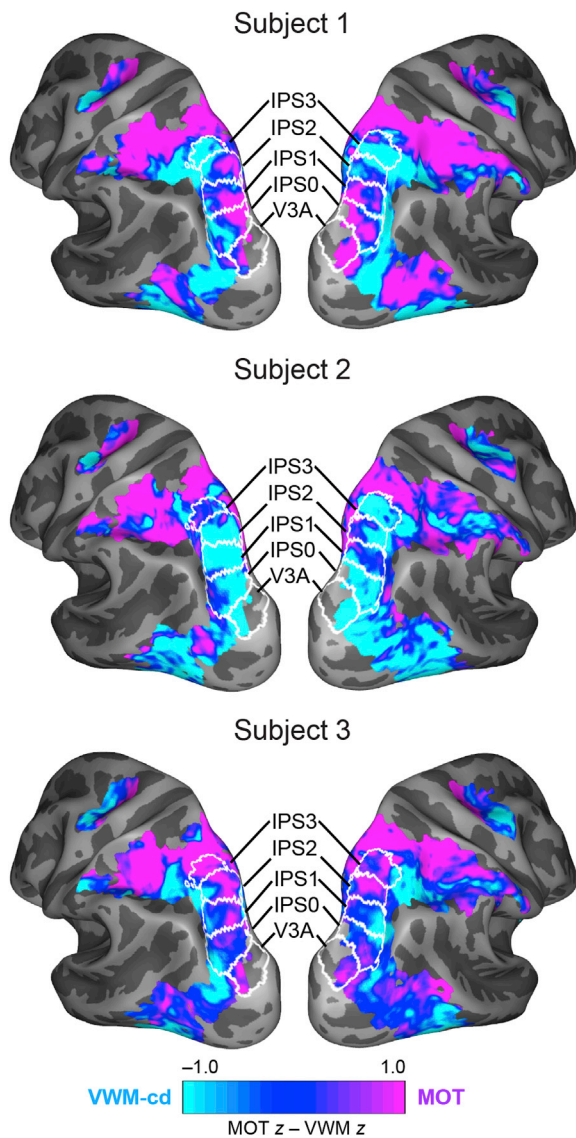 Subject 1
IPS3
IPS2
IPS1
IPS0
V3A
Subject 2
IPS3
IPS2
IPS1
IPS0
V3A
Subject 3
IPS3
IPS2
IPS1
IPS0
V3A
–1.0 1.0
VWM-cd MOT
MOT z – VWM z